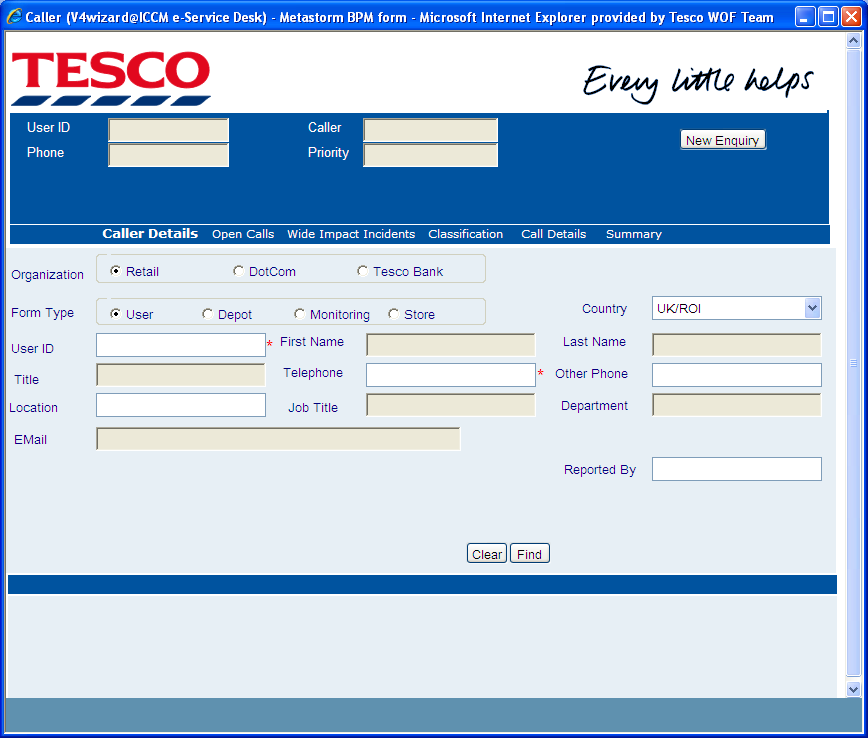 Caller (V4wizard@ICCM e-Service Desk) - Metastorm BPM form - Microsoft Internet Explorer provided by Tesco WOF Team
TESCO
Every little helps
User ID Caller
New Enquiry
Phone Priority
Caller Details Open Calls Wide Impact Incidents Classification Call Details Summary
Organization Retail DotCom Tesco Bank
Form Type User Depot Monitoring Store Country UK/ROI
User ID * First Name Last Name
Title Telephone * Other Phone
Location Job Title Department
EMail
Reported By
Clear Find